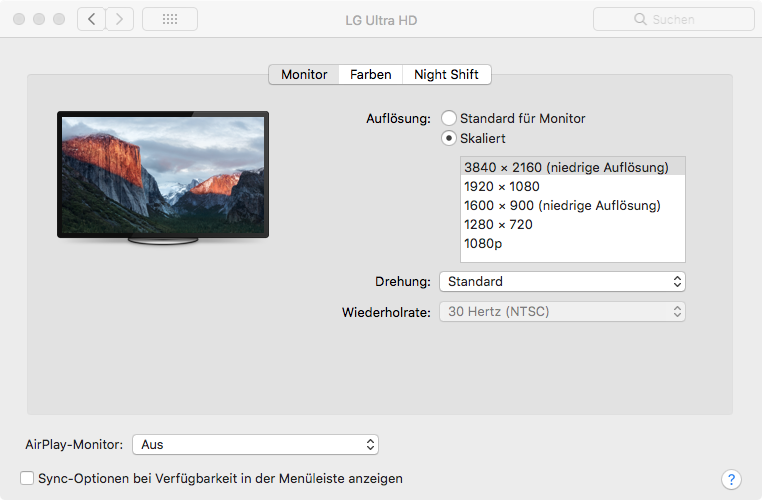 LG Ultra HD
Suchen
Monitor
Farben
Night Shift
Auflösung:
Standard für Monitor
Skaliert
3840 × 2160 (niedrige Auflösung)
1920 × 1080
1600 × 900 (niedrige Auflösung)
1280 × 720
1080p
Drehung:
Standard
Wiederholrate:
30 Hertz (NTSC)
AirPlay-Monitor:
Aus
Sync-Optionen bei Verfügbarkeit in der Menüleiste anzeigen
?